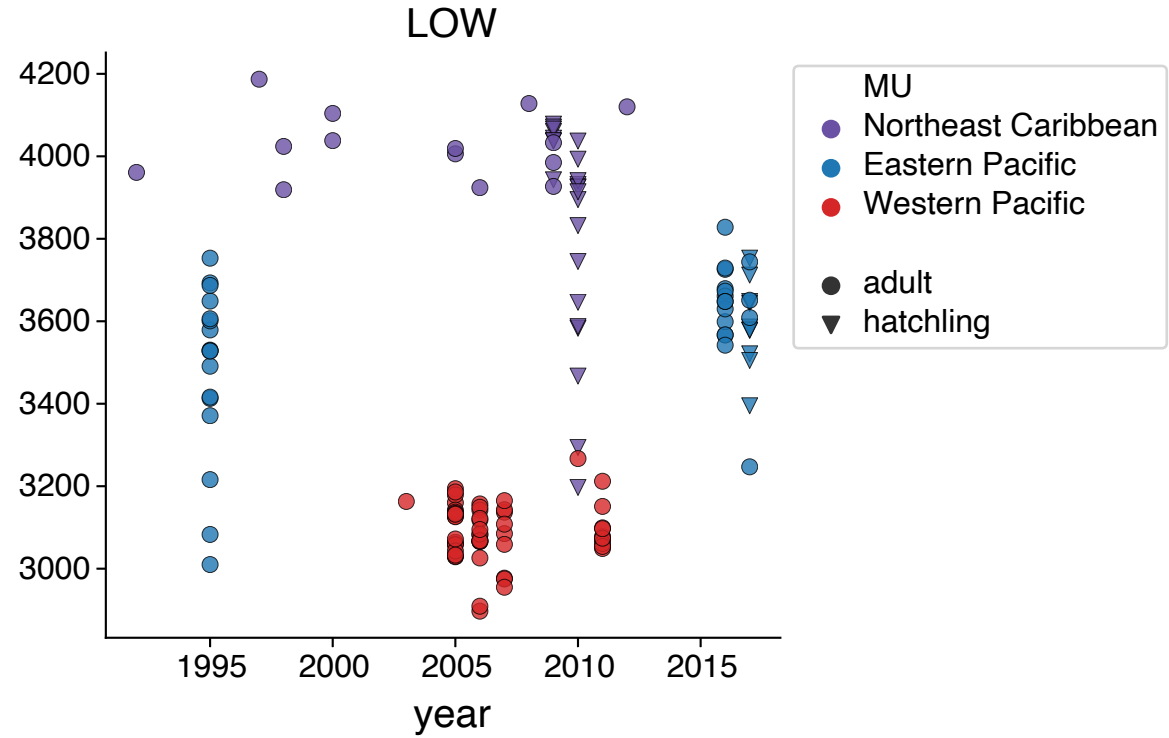 LOW
4200
4000
3800
3600
3400
3200
3000
1995 2000 2005 2010 2015
year
MU
Northeast Caribbean
Eastern Pacific
Western Pacific
adult
hatchling